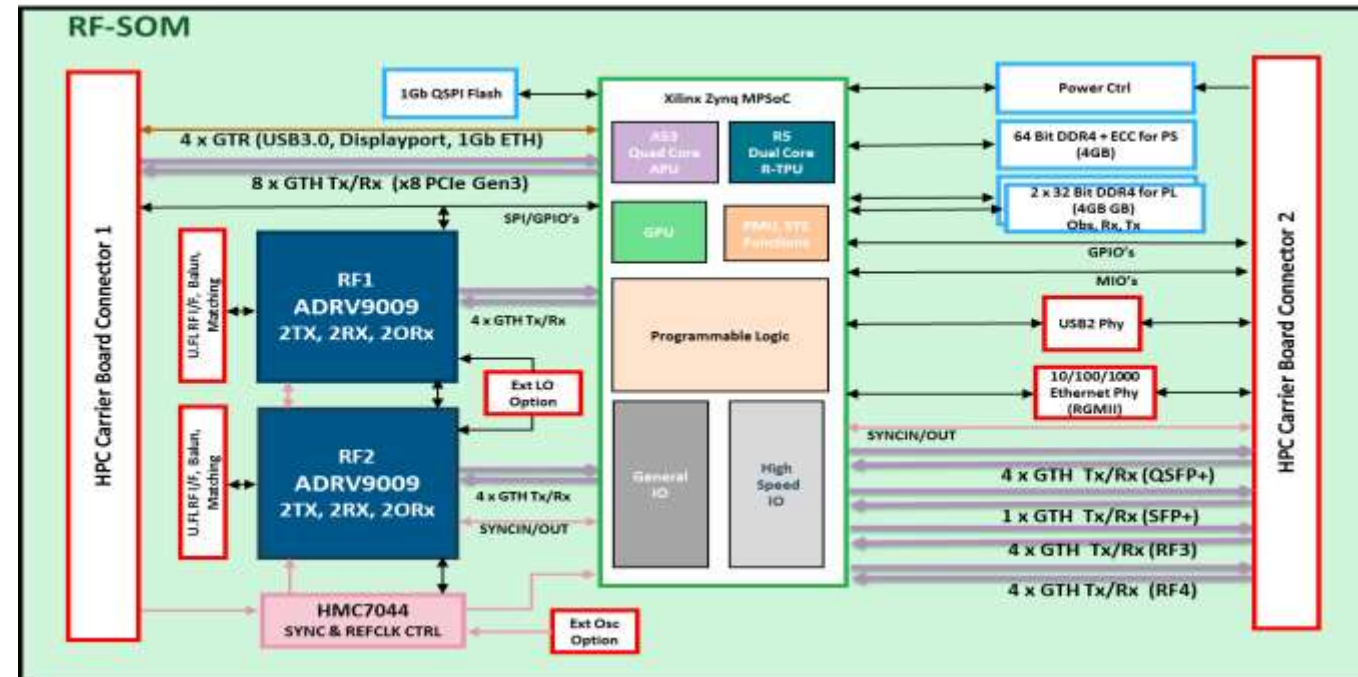 RF-SOM
HPC Carrier Board Connector 1
1Gb QSPI Flash
4 x GTR (USB3.0, Displayport, 1Gb ETH)
8 x GTH Tx/Rx (x8 PCIe Gen3)
SPI/GPIO's
U.FL RF I/F, Balun,
Matching
RF1
ADRV9009
2TX, 2RX, 2ORx
4 x GTH Tx/Rx
Ext LO
Option
U.FL RF I/F, Balun,
Matching
RF2
ADRV9009
2TX, 2RX, 2ORx
4 x GTH Tx/Rx
SYNCIN/OUT
HMC7044
SYNC & REFCLK CTRL
Ext Osc
Option
Xilinx Zynq MPSoC
A53
Quad Core
APU
R5
Dual Core
R-TPU
GPU
PMU, SYS
Functions
Programmable Logic
General
IO
High
Speed
IO
Power Ctrl
64 Bit DDR4 + ECC for PS
(4GB)
2 x 32 Bit DDR4 for PL
(4GB GB)
Obs, Rx, Tx
GPIO's
MIO's
USB2 Phy
10/100/1000
Ethernet Phy
(RGMII)
SYNCIN/OUT
4 x GTH Tx/Rx (QSFP+)
1 x GTH Tx/Rx (SFP+)
4 x GTH Tx/Rx (RF3)
4 x GTH Tx/Rx (RF4)
HPC Carrier Board Connector 2